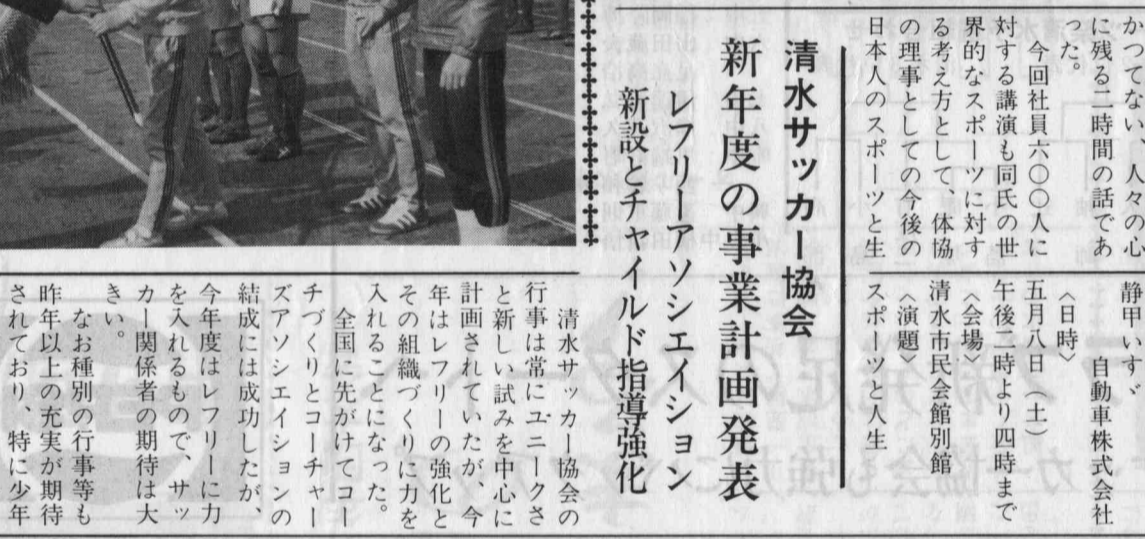 かつてない、人々の心
に残る二時間の話であ
った。
今回社員六〇〇人に
対する講演も同氏の世
界的なスポーツに対す
る考え方として、体協
の理事としての今後の
日本人のスポーツと生
静甲いすゞ自動車株式会社
〈日時〉
五月八日（土）
午後二時より四時まで
〈会場〉
清水市民会館別館
〈演題〉
スポーツと人生
清水サッカー協会
新年度の事業計画発表
レフリーアソシエイション
新設とチャイルド指導強化
清水サッカー協会の
行事は常にユニークさ
と新しい試みを中心に
計画されていたが、今
年はレフリーの強化と
その組織づくりに力を
入れることになった。
全国に先がけてコー
チづくりとコーチャー
ズアソシエイションの
結成には成功したが、
今年度はレフリーに力
を入れるもので、サッ
カー関係者の期待は大
きい。
なお種別の行事等も
昨年以上の充実が期待
されており、特に少年